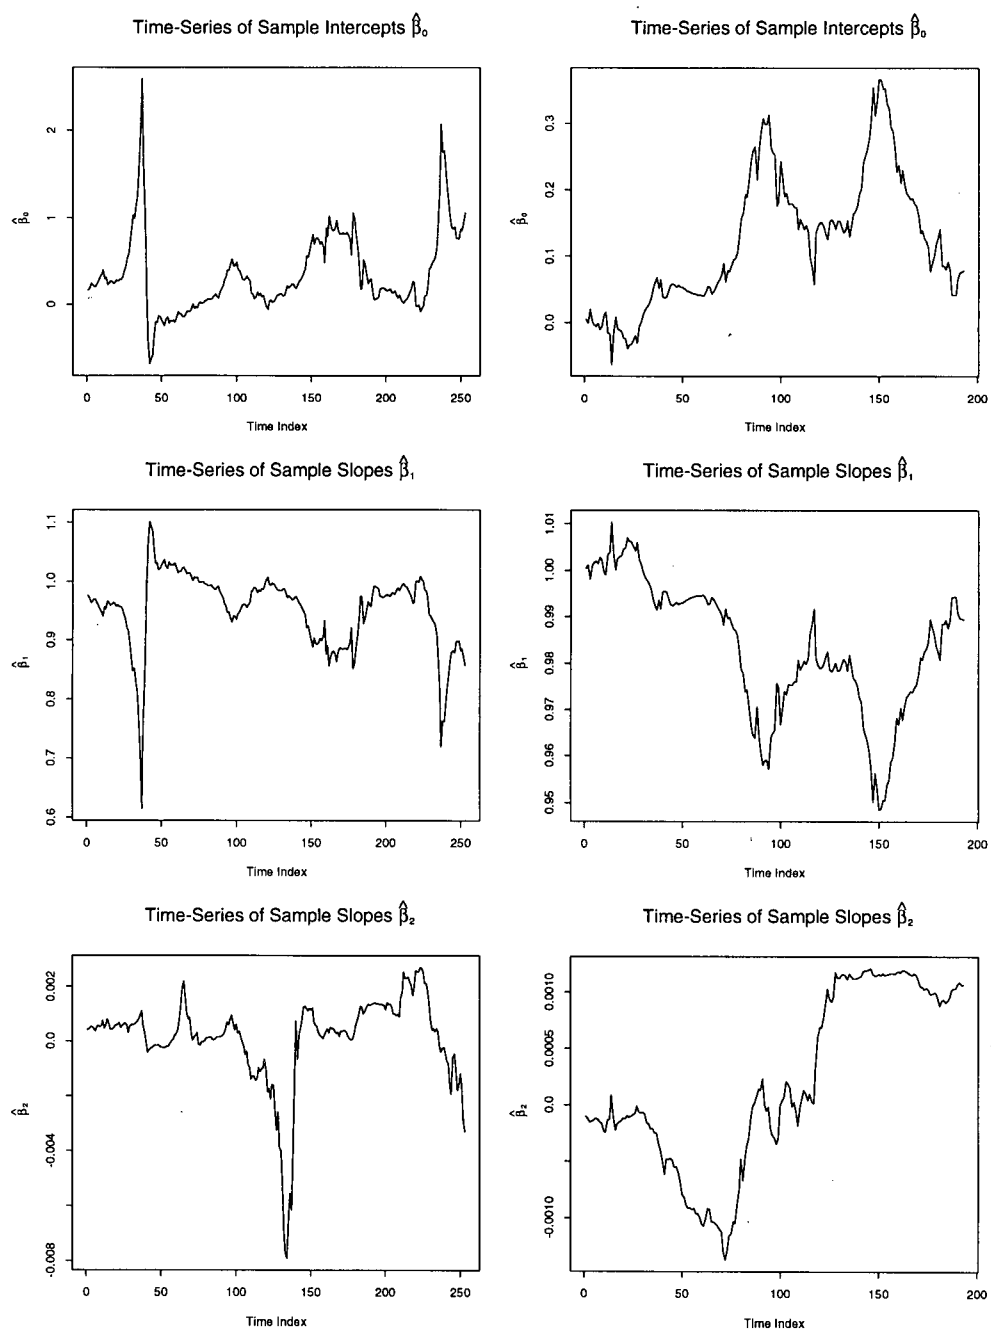 Time-Series of Sample Intercepts β̂₀
β̂₀
0 1 2
0 50 100 150 200 250
Time Index
Time-Series of Sample Intercepts β̂₀
β̂₀
0.0 0.1 0.2 0.3
0 50 100 150 200
Time Index
Time-Series of Sample Slopes β̂₁
β̂₁
0.6 0.7 0.8 0.9 1.0 1.1
0 50 100 150 200 250
Time Index
Time-Series of Sample Slopes β̂₁
β̂₁
0.95 0.96 0.97 0.98 0.99 1.00 1.01
0 50 100 150 200
Time Index
Time-Series of Sample Slopes β̂₂
β̂₂
-0.008 -0.004 0.0 0.002
0 50 100 150 200 250
Time Index
Time-Series of Sample Slopes β̂₂
β̂₂
-0.0010 0.0 0.0005 0.0010
0 50 100 150 200
Time Index